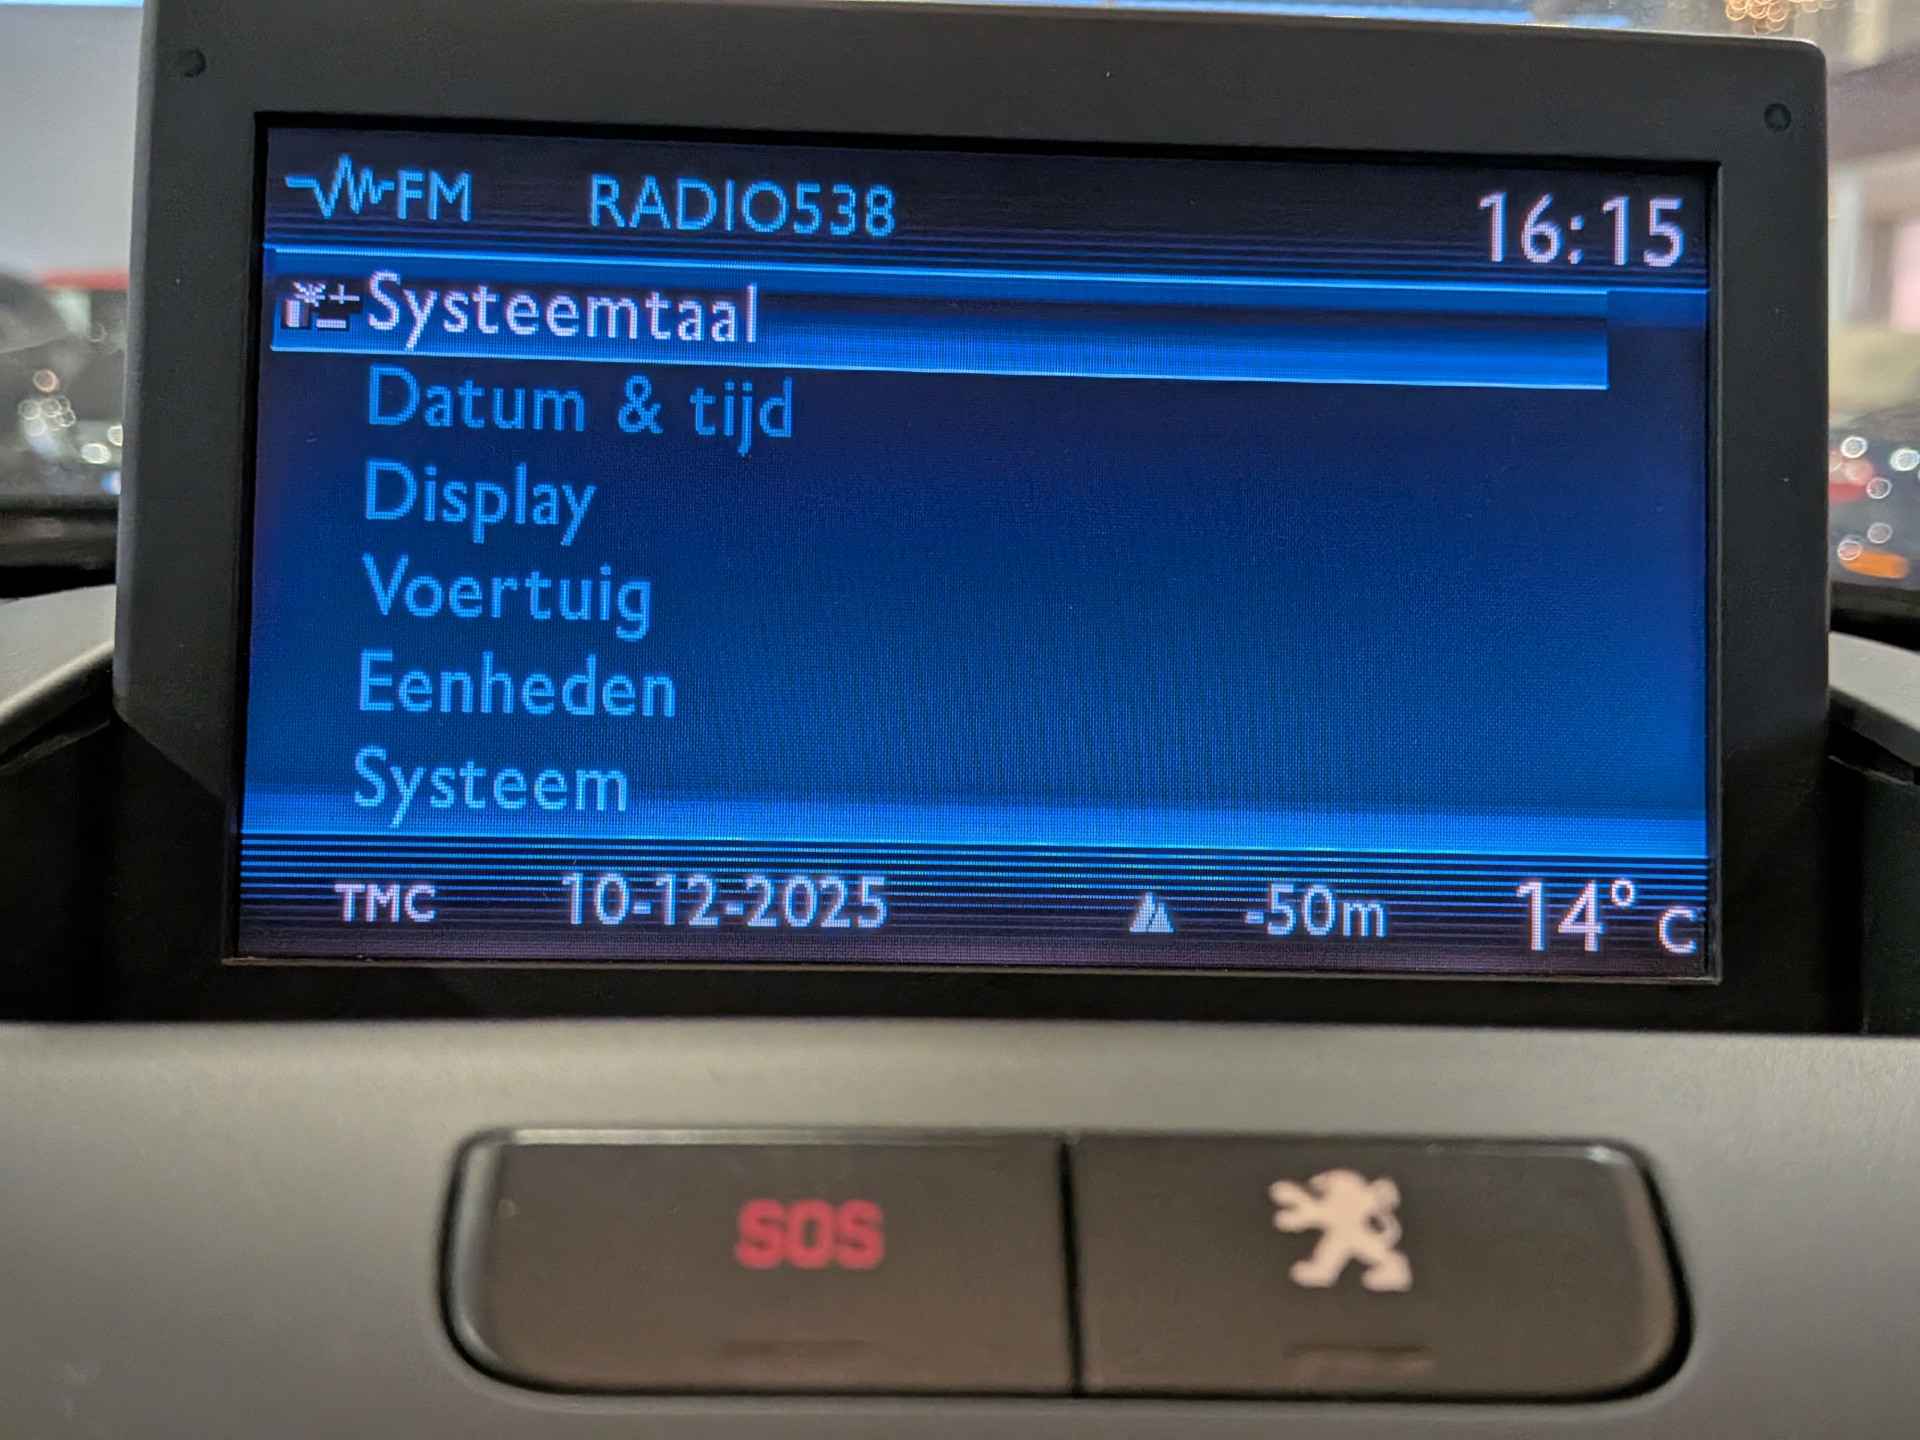 FM RADIO538 16:15
Systeemtaal
Datum & tijd
Display
Voertuig
Eenheden
Systeem
TMC 10-12-2025 -50m 14° C
SOS